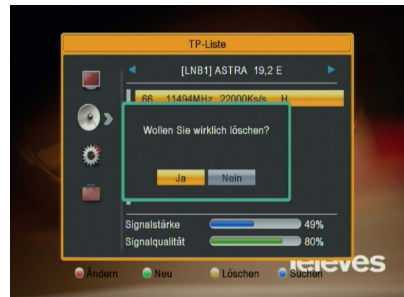 TP-Liste
[LNB1] ASTRA 19,2 E
66 11494MHz 22000Ks/s H
Wollen Sie wirklich löschen?
Ja Nein
Signalstärke 49%
Signalqualität 80%
Televes
Ändern Neu Löschen Suchen